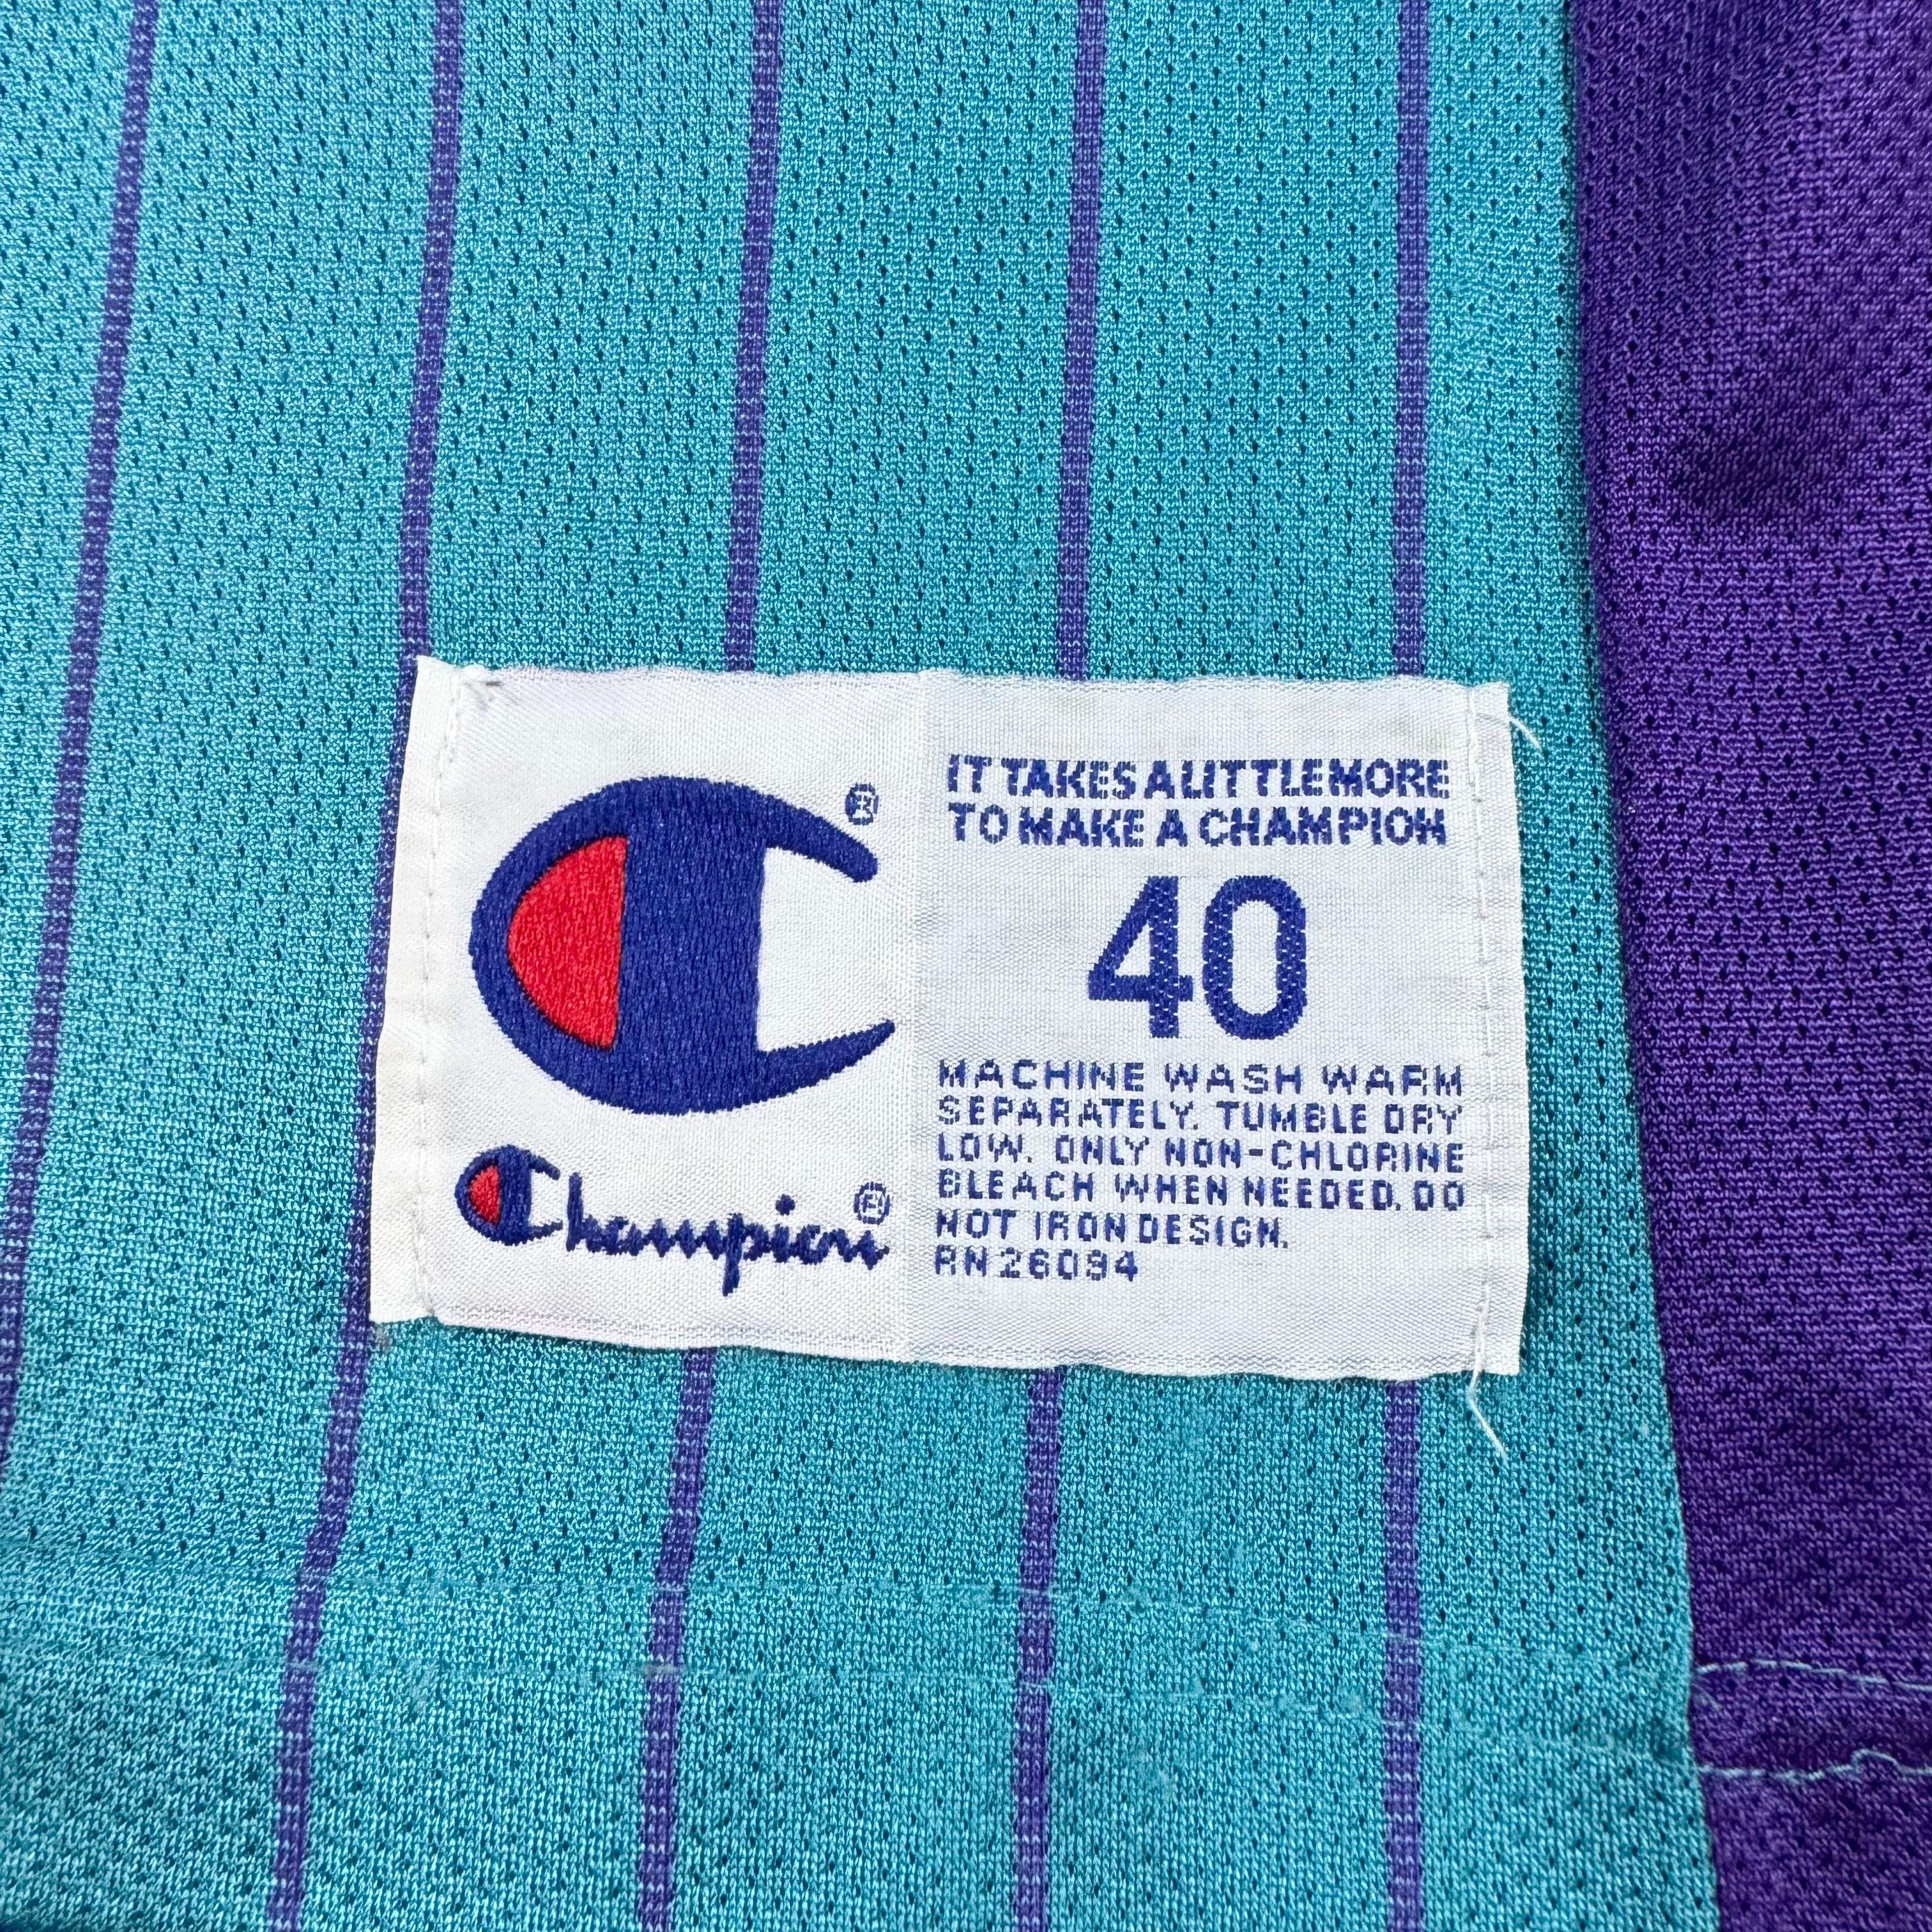 ®
Champion®
IT TAKES A LITTLE MORE
TO MAKE A CHAMPION
40
MACHINE WASH WARM
SEPARATELY. TUMBLE DRY
LOW. ONLY NON-CHLORINE
BLEACH WHEN NEEDED. DO
NOT IRON DESIGN.
RN 26094